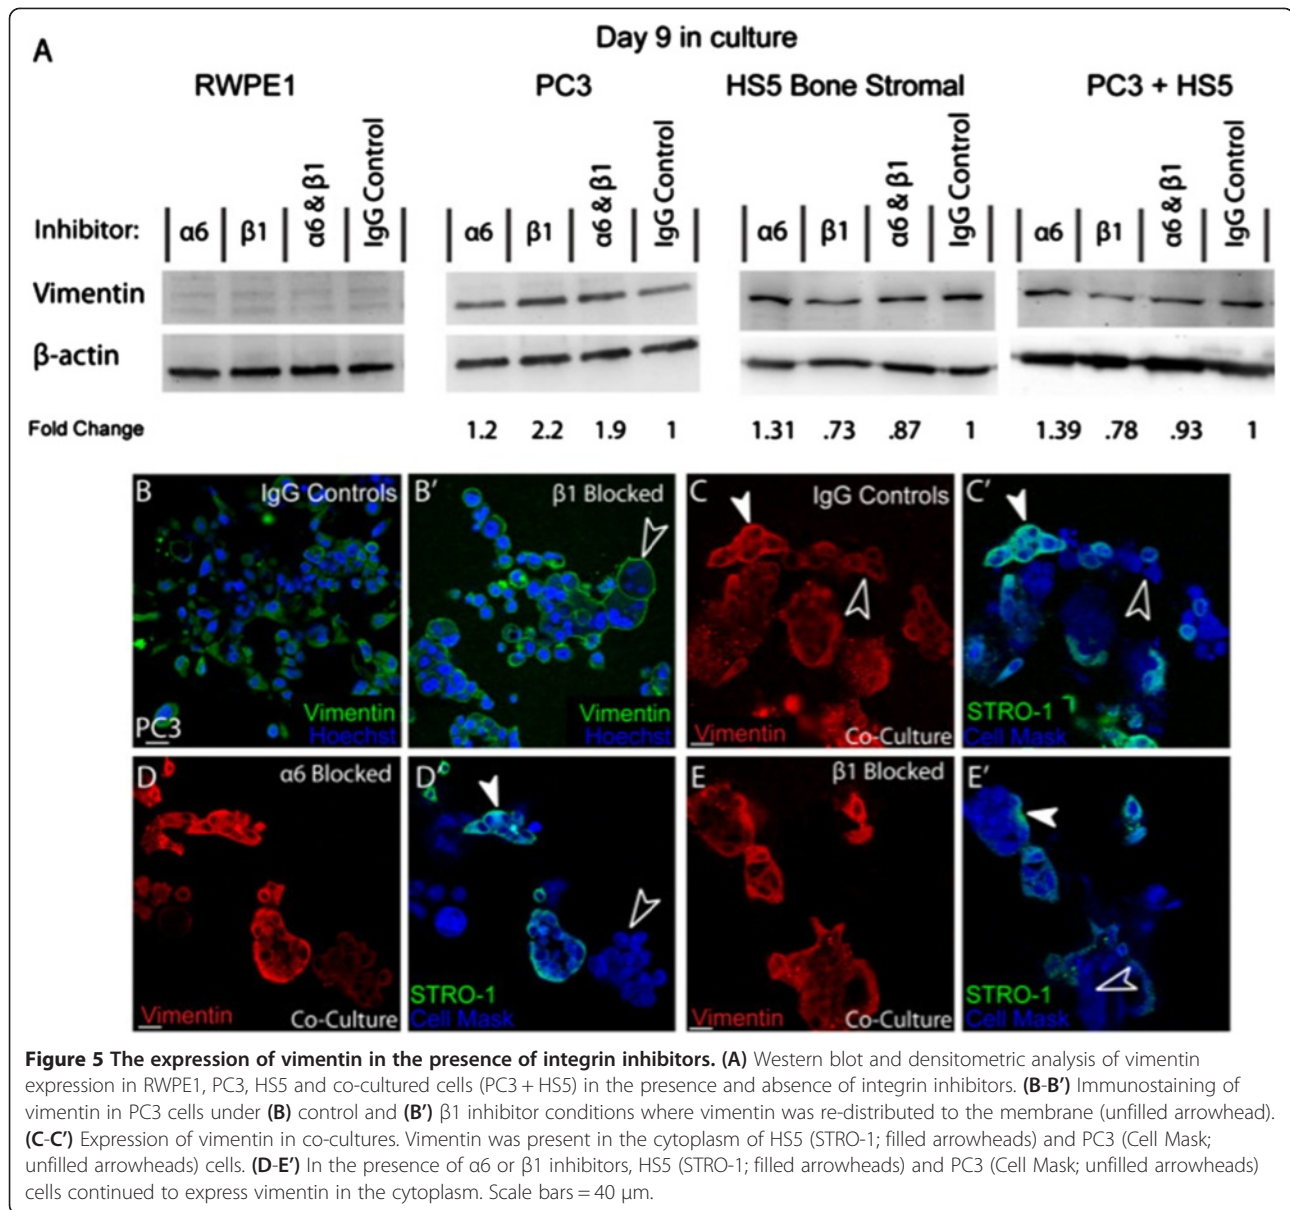 A
Day 9 in culture
RWPE1
PC3
HS5 Bone Stromal
PC3 + HS5
Inhibitor:
α6
β1
α6 & β1
IgG Control
α6
β1
α6 & β1
IgG Control
α6
β1
α6 & β1
IgG Control
α6
β1
α6 & β1
IgG Control
Vimentin
β-actin
Fold Change
1.2 2.2 1.9 1
1.31 .73 .87 1
1.39 .78 .93 1
B
IgG Controls
PC3
Vimentin
Hoechst
B'
β1 Blocked
Vimentin
Hoechst
C
IgG Controls
Vimentin
Co-Culture
C'
STRO-1
Cell Mask
D
α6 Blocked
Vimentin
Co-Culture
D'
STRO-1
Cell Mask
E
β1 Blocked
Vimentin
Co-Culture
E'
STRO-1
Cell Mask
Figure 5 The expression of vimentin in the presence of integrin inhibitors. (A) Western blot and densitometric analysis of vimentin
expression in RWPE1, PC3, HS5 and co-cultured cells (PC3 + HS5) in the presence and absence of integrin inhibitors. (B-B') Immunostaining of
vimentin in PC3 cells under (B) control and (B') β1 inhibitor conditions where vimentin was re-distributed to the membrane (unfilled arrowhead).
(C-C') Expression of vimentin in co-cultures. Vimentin was present in the cytoplasm of HS5 (STRO-1; filled arrowheads) and PC3 (Cell Mask;
unfilled arrowheads) cells. (D-E') In the presence of α6 or β1 inhibitors, HS5 (STRO-1; filled arrowheads) and PC3 (Cell Mask; unfilled arrowheads)
cells continued to express vimentin in the cytoplasm. Scale bars = 40 μm.